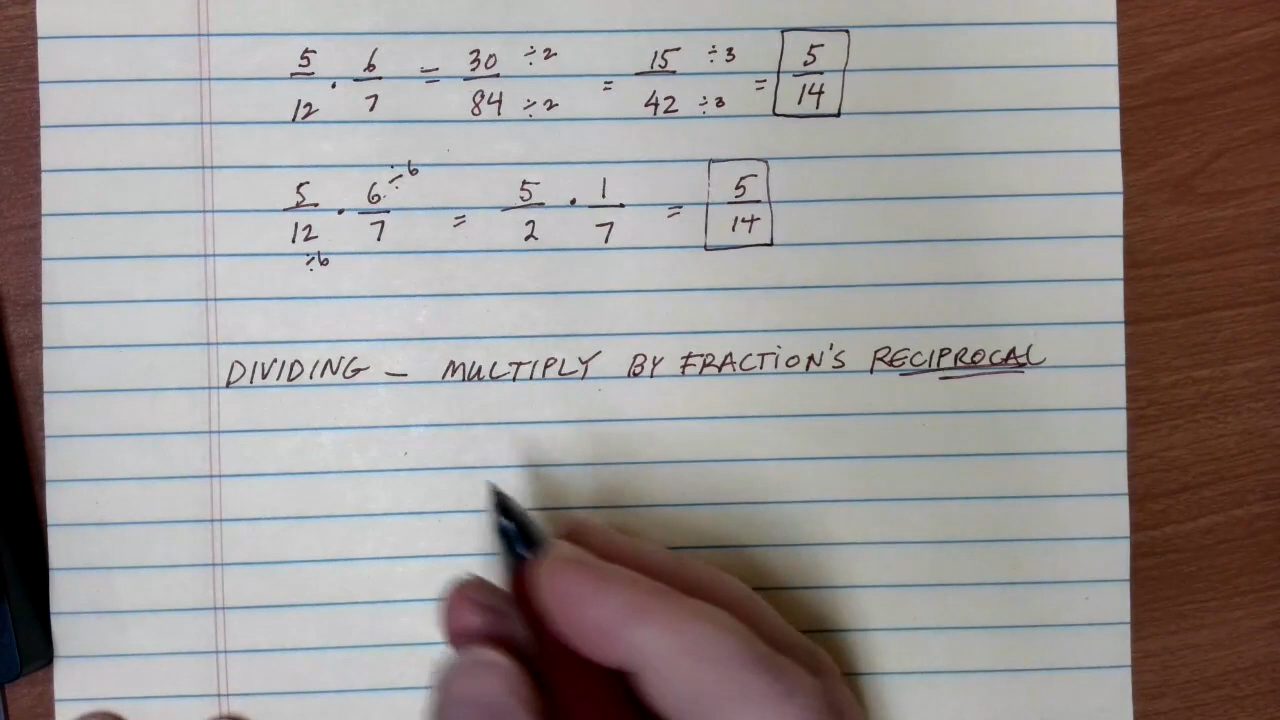 5/12 · 6/7 = 30/84 ÷2/÷2 = 15/42 ÷3/÷3 = 5/14
5/12 ÷6 · 6/7 ÷6 = 5/2 · 1/7 = 5/14
DIVIDING – MULTIPLY BY FRACTION'S RECIPROCAL